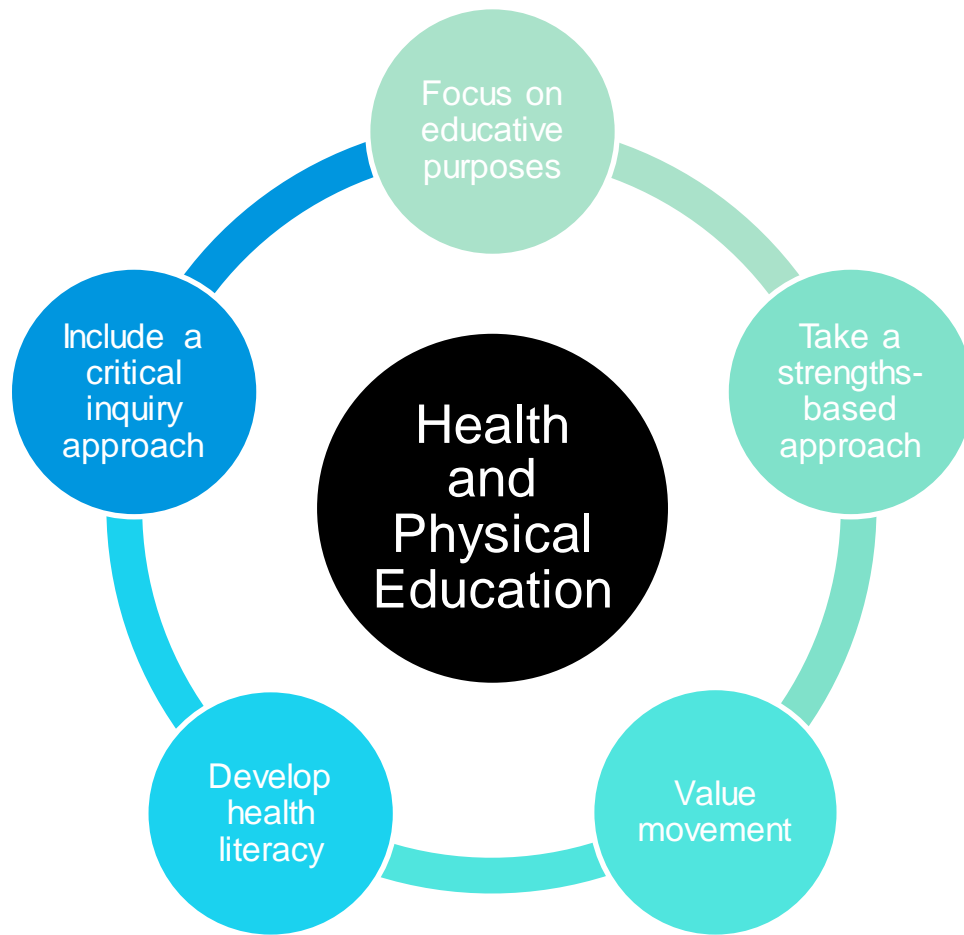 Focus on
educative
purposes
Take a
strengths-
based
approach
Value
movement
Develop
health
literacy
Include a
critical
inquiry
approach
Health
and
Physical
Education